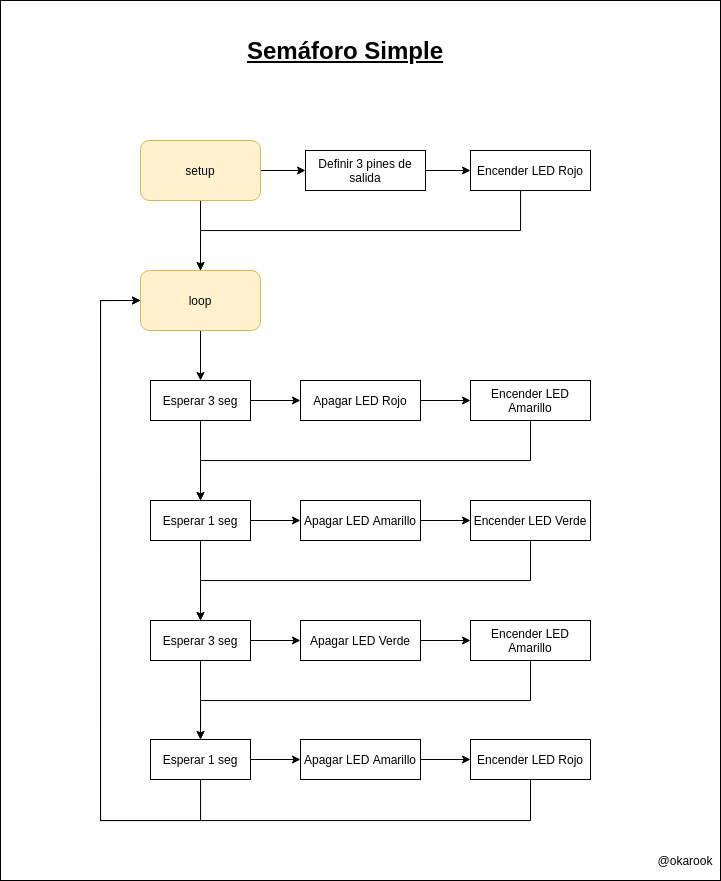 Semáforo Simple
setup
Definir 3 pines de
salida
Encender LED Rojo
loop
Esperar 3 seg
Apagar LED Rojo
Encender LED
Amarillo
Esperar 1 seg
Apagar LED Amarillo
Encender LED Verde
Esperar 3 seg
Apagar LED Verde
Encender LED
Amarillo
Esperar 1 seg
Apagar LED Amarillo
Encender LED Rojo
@okarook